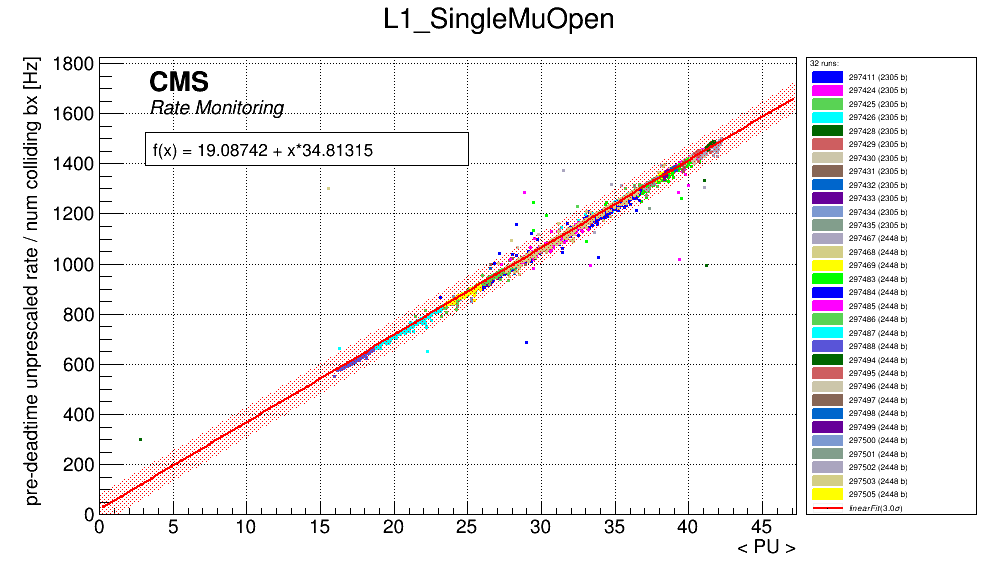 L1_SingleMuOpen
pre-deadtime unprescaled rate / num colliding bx [Hz]
1800
1600
1400
1200
1000
800
600
400
200
0
CMS
Rate Monitoring
f(x) = 19.08742 + x*34.81315
0 5 10 15 20 25 30 35 40 45
< PU >
32 runs:
297411 (2305 b)
297424 (2305 b)
297425 (2305 b)
297426 (2305 b)
297428 (2305 b)
297429 (2305 b)
297430 (2305 b)
297431 (2305 b)
297432 (2305 b)
297433 (2305 b)
297434 (2305 b)
297435 (2305 b)
297467 (2448 b)
297468 (2448 b)
297469 (2448 b)
297483 (2448 b)
297484 (2448 b)
297485 (2448 b)
297486 (2448 b)
297487 (2448 b)
297488 (2448 b)
297494 (2448 b)
297495 (2448 b)
297496 (2448 b)
297497 (2448 b)
297498 (2448 b)
297499 (2448 b)
297500 (2448 b)
297501 (2448 b)
297502 (2448 b)
297503 (2448 b)
297505 (2448 b)
linearFit(3.0σ)